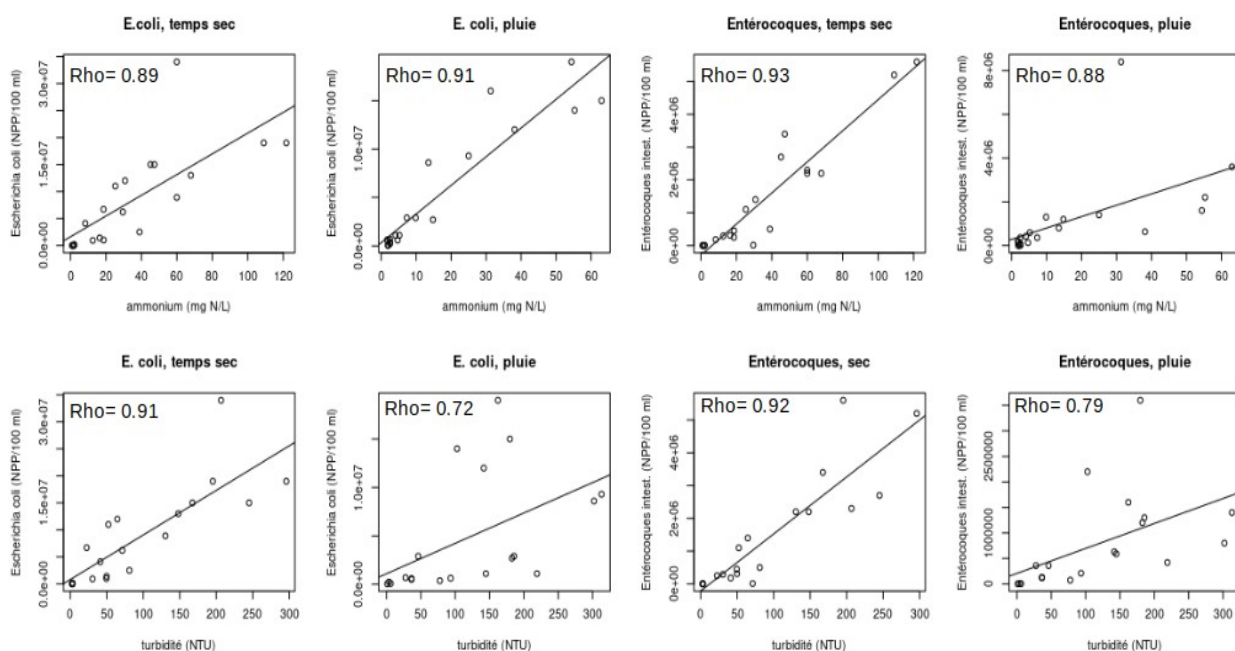 E.coli, temps sec
Rho= 0.89
Escherichia coli (NPP/100 ml)
0.0e+00 1.5e+07 3.0e+07
0 20 40 60 80 100 120
ammonium (mg N/L)
E. coli, pluie
Rho= 0.91
Escherichia coli (NPP/100 ml)
0.0e+00 1.0e+07
0 10 20 30 40 50 60
ammonium (mg N/L)
Entérocoques, temps sec
Rho= 0.93
Entérocoques intest. (NPP/100 ml)
0e+00 2e+06 4e+06
0 20 40 60 80 100 120
ammonium (mg N/L)
Entérocoques, pluie
Rho= 0.88
Entérocoques intest. (NPP/100 ml)
0e+00 4e+06 8e+06
0 10 20 30 40 50 60
ammonium (mg N/L)
E. coli, temps sec
Rho= 0.91
Escherichia coli (NPP/100 ml)
0.0e+00 1.5e+07 3.0e+07
0 50 100 150 200 250 300
turbidité (NTU)
E. coli, pluie
Rho= 0.72
Escherichia coli (NPP/100 ml)
0.0e+00 1.0e+07
0 50 100 150 200 250 300
turbidité (NTU)
Entérocoques, sec
Rho= 0.92
Entérocoques intest. (NPP/100 ml)
0e+00 2e+06 4e+06
0 50 100 150 200 250 300
turbidité (NTU)
Entérocoques, pluie
Rho= 0.79
Entérocoques intest. (NPP/100 ml)
0 1000000 2500000
0 50 100 150 200 250 300
turbidité (NTU)